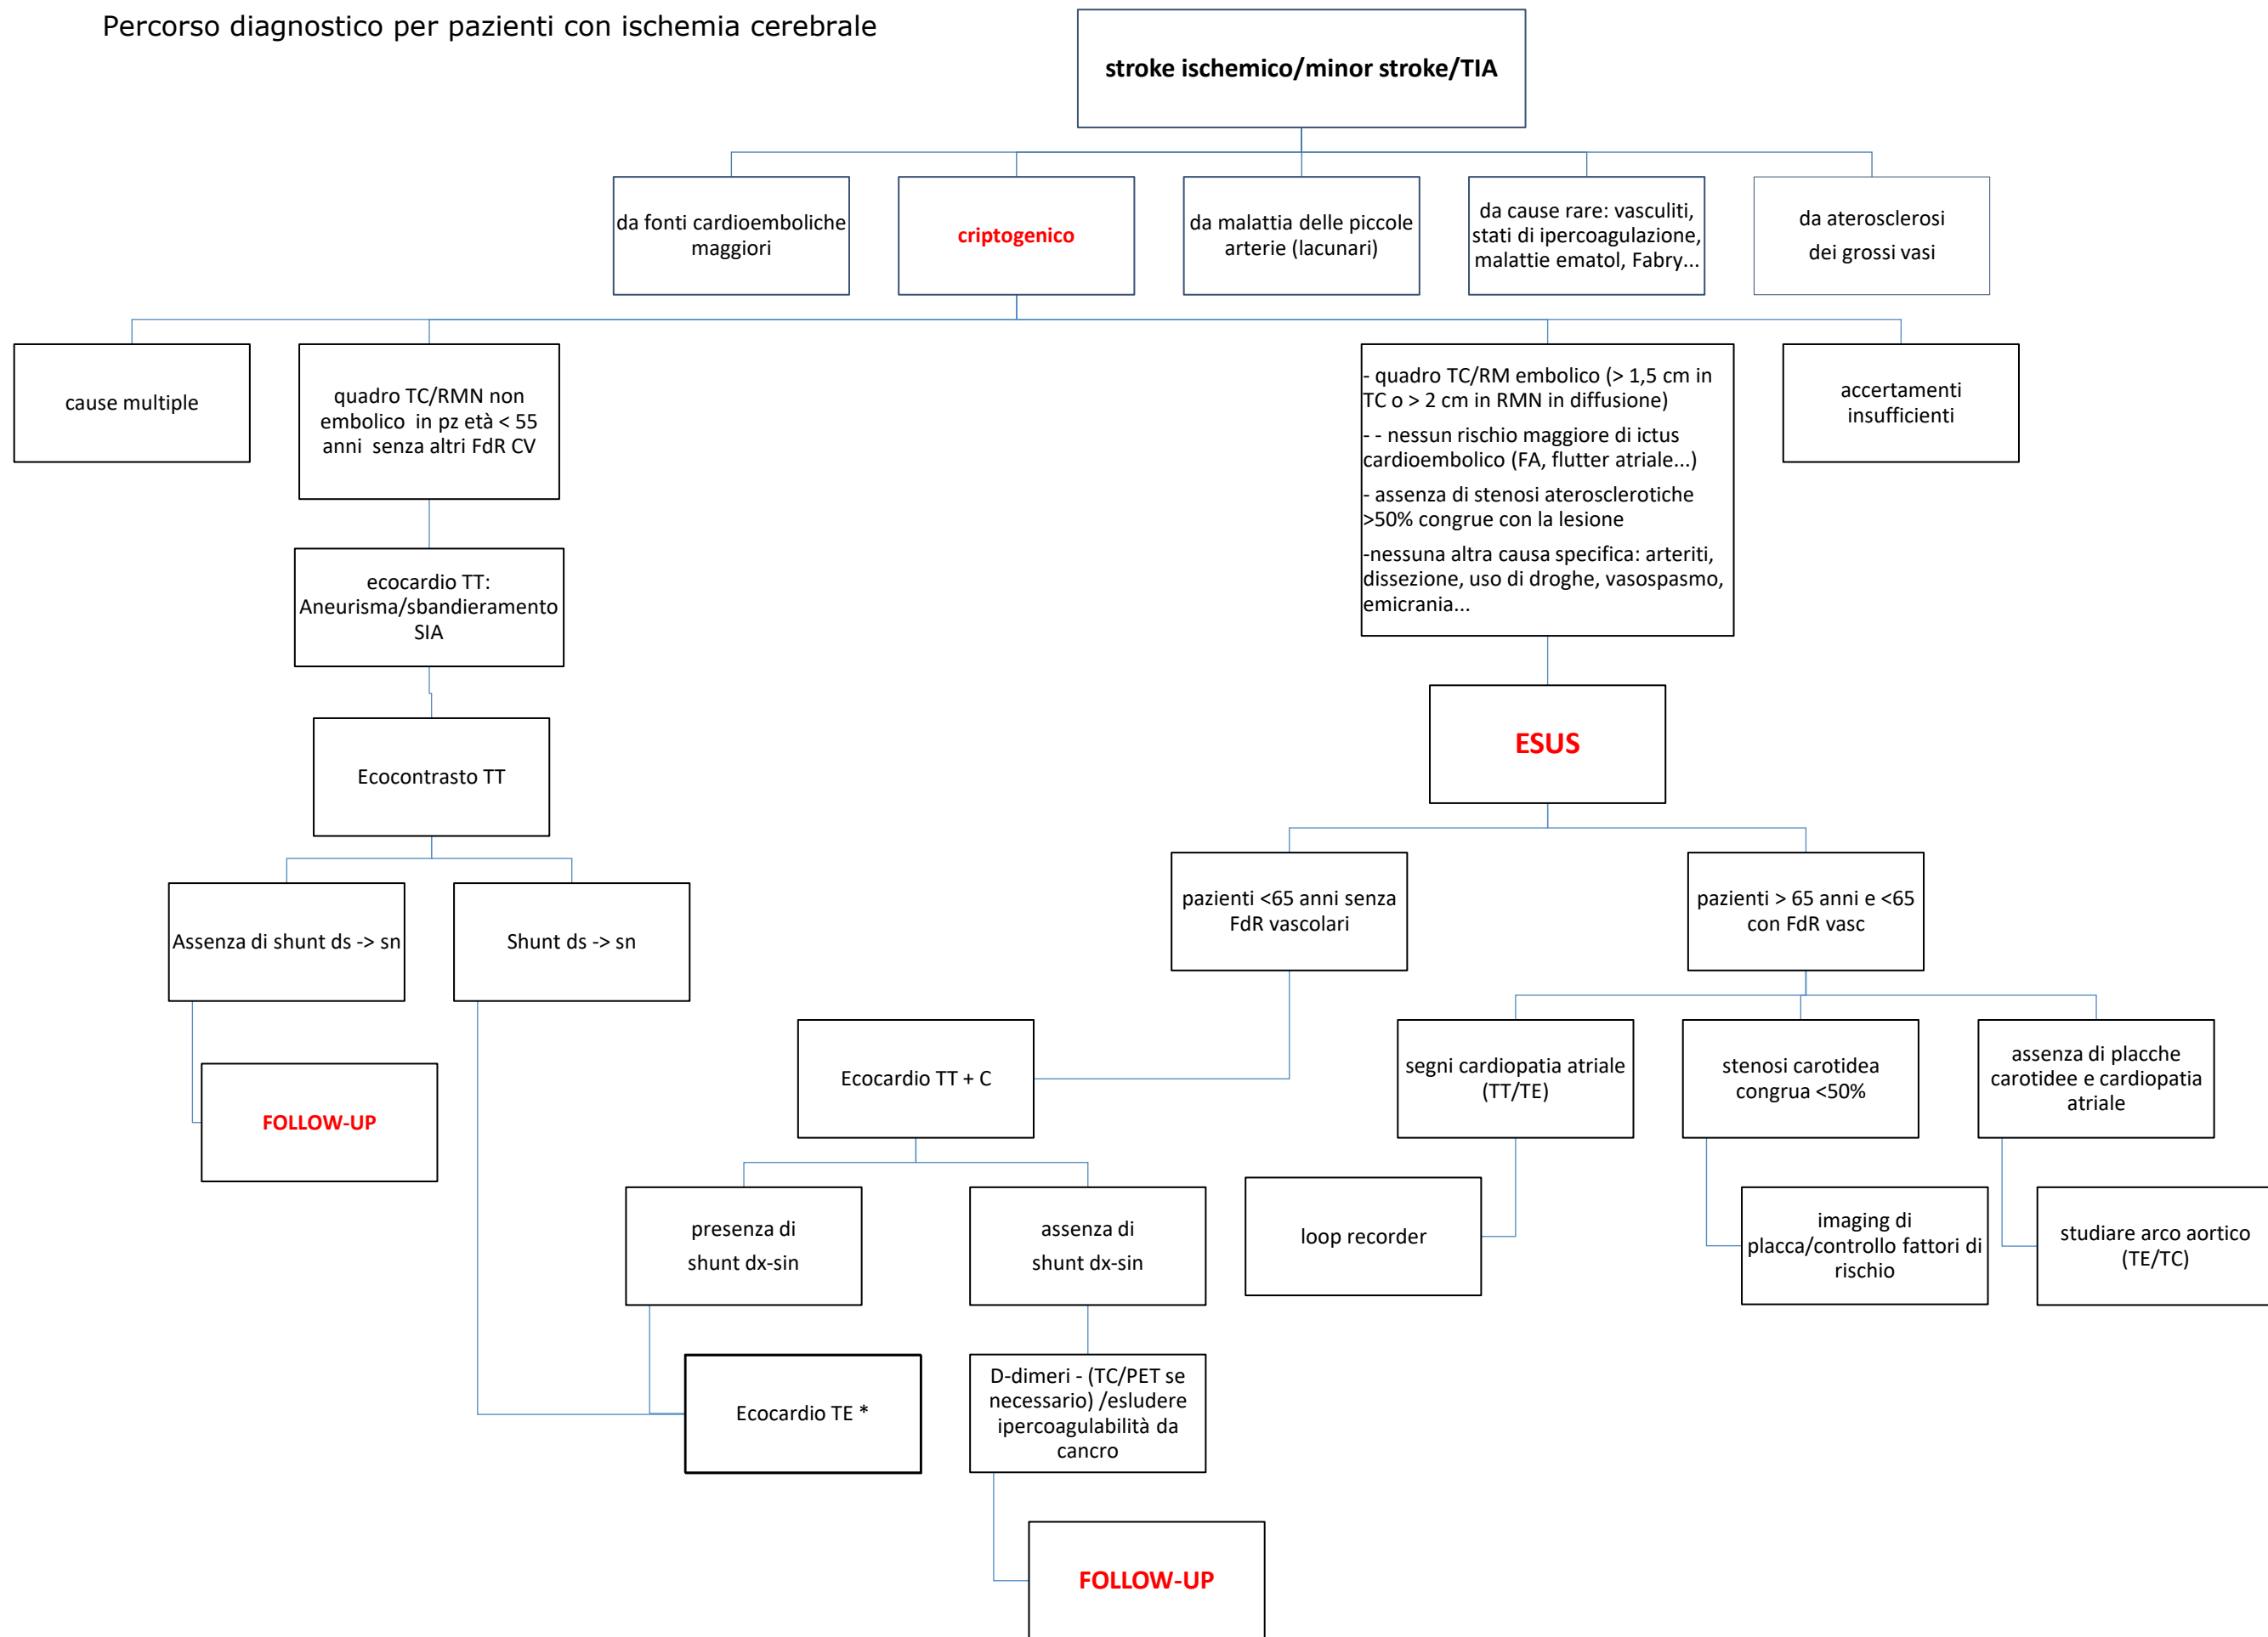 Percorso diagnostico per pazienti con ischemia cerebrale
stroke ischemico/minor stroke/TIA
da fonti cardioemboliche
maggiori
criptogenico
da malattia delle piccole
arterie (lacunari)
da cause rare: vasculiti,
stati di ipercoagulazione,
malattie ematol, Fabry...
da aterosclerosi
dei grossi vasi
cause multiple
quadro TC/RMN non
embolico in pz età < 55
anni senza altri FdR CV
- quadro TC/RM embolico (> 1,5 cm in
TC o > 2 cm in RMN in diffusione)
- - nessun rischio maggiore di ictus
cardioembolico (FA, flutter atriale...)
- assenza di stenosi aterosclerotiche
>50% congrue con la lesione
-nessuna altra causa specifica: arteriti,
dissezione, uso di droghe, vasospasmo,
emicrania...
accertamenti
insufficienti
ecocardio TT:
Aneurisma/sbandieramento
SIA
ESUS
Ecocontrasto TT
Assenza di shunt ds -> sn
Shunt ds -> sn
pazienti <65 anni senza
FdR vascolari
pazienti > 65 anni e <65
con FdR vasc
FOLLOW-UP
Ecocardio TT + C
segni cardiopatia atriale
(TT/TE)
stenosi carotidea
congrua <50%
assenza di placche
carotidee e cardiopatia
atriale
presenza di
shunt dx-sin
assenza di
shunt dx-sin
loop recorder
imaging di
placca/controllo fattori di
rischio
studiare arco aortico
(TE/TC)
Ecocardio TE *
D-dimeri - (TC/PET se
necessario) /esludere
ipercoagulabilità da
cancro
FOLLOW-UP